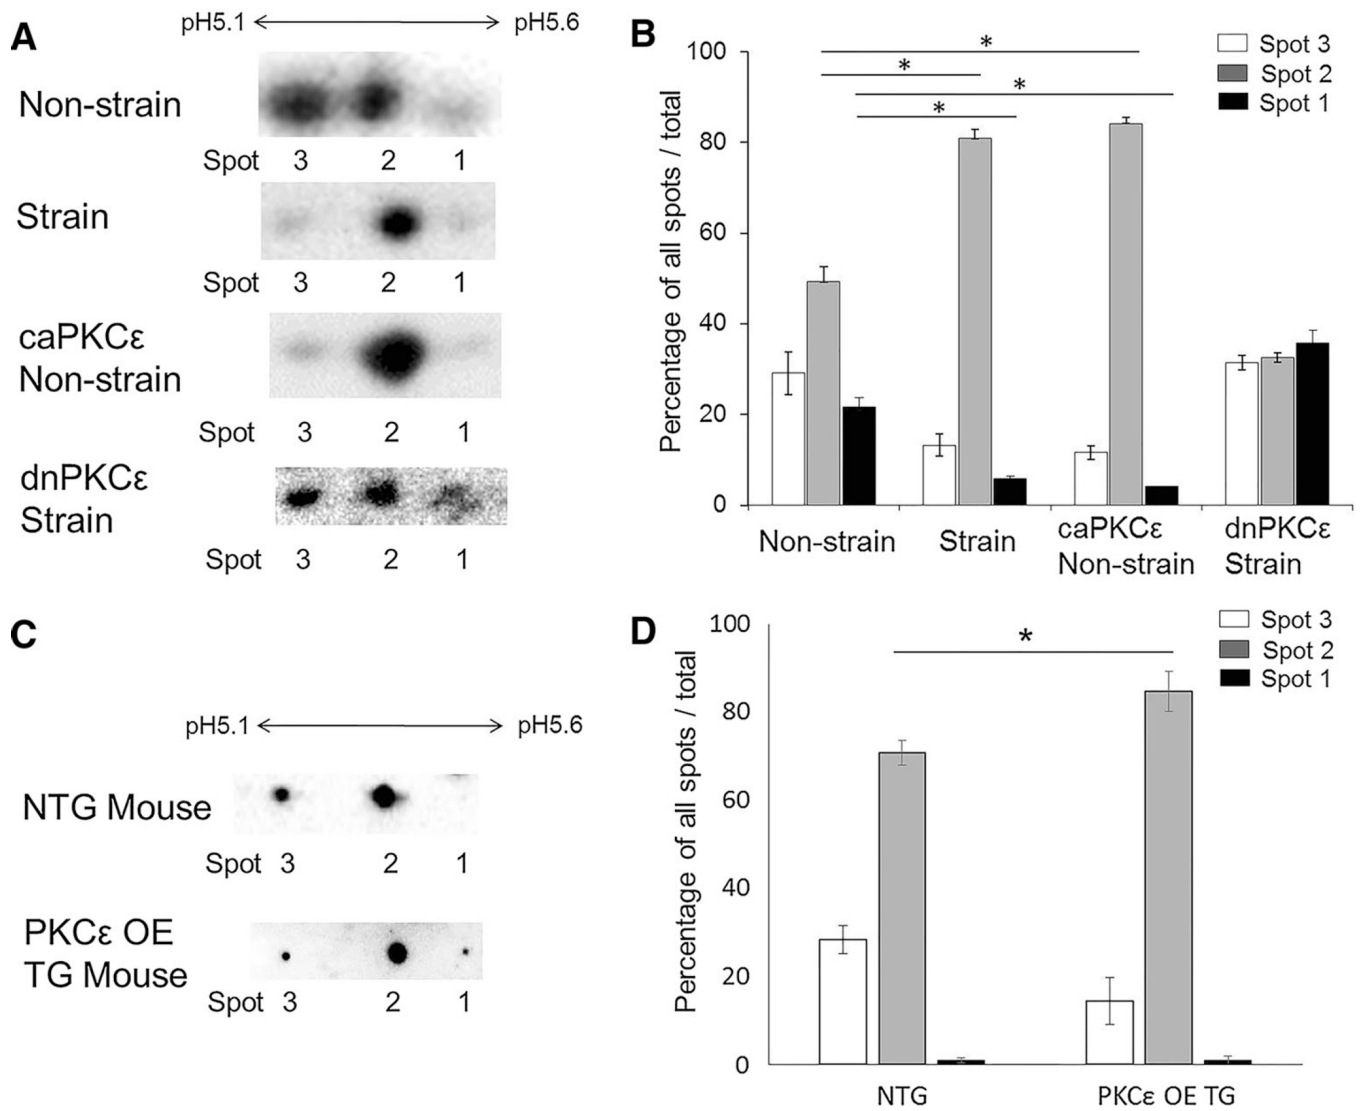 A
pH5.1 pH5.6
Non-strain
Spot 3 2 1
Strain
Spot 3 2 1
caPKCε
Non-strain
Spot 3 2 1
dnPKCε
Strain
Spot 3 2 1
B
Percentage of all spots / total
100
80
60
40
20
0
* * * *
Spot 3
Spot 2
Spot 1
Non-strain Strain caPKCε dnPKCε
Non-strain Strain
C
pH5.1 pH5.6
NTG Mouse
Spot 3 2 1
PKCε OE
TG Mouse
Spot 3 2 1
D
Percentage of all spots / total
100
80
60
40
20
0
*
Spot 3
Spot 2
Spot 1
NTG PKCε OE TG